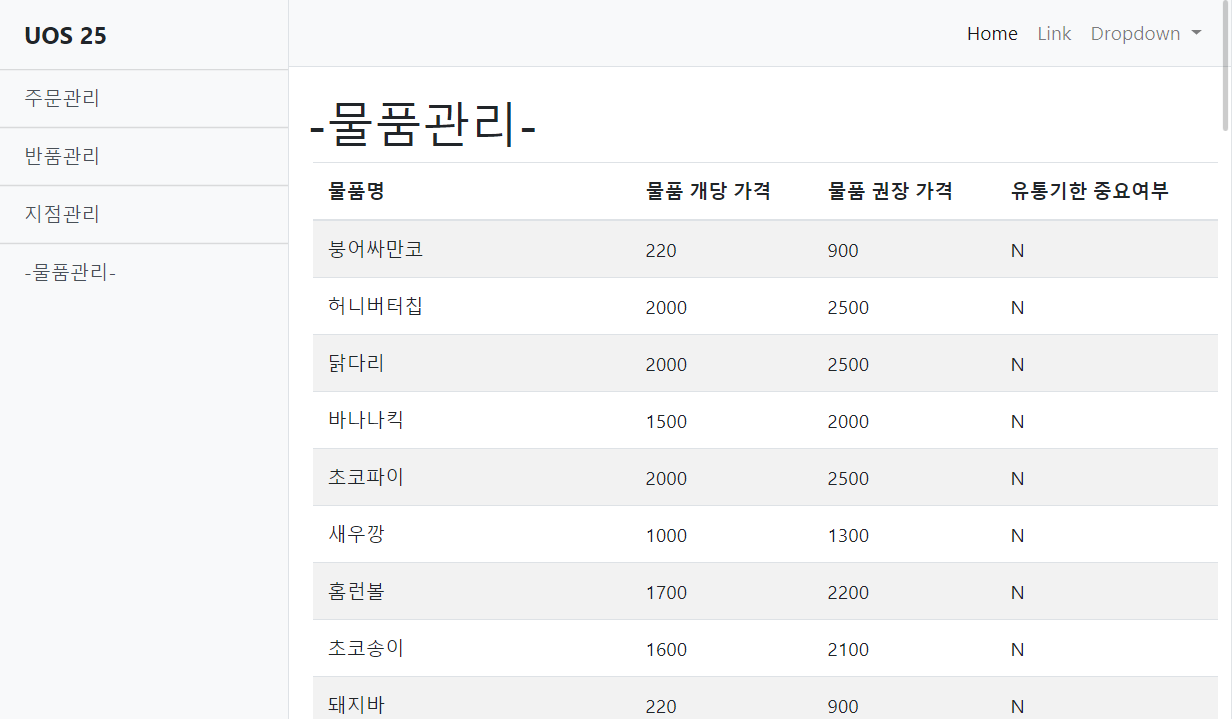 UOS 25
Home Link Dropdown
주문관리
반품관리
지점관리
-물품관리-
-물품관리-
물품명 물품 개당 가격 물품 권장 가격 유통기한 중요여부
붕어싸만코 220 900 N
허니버터칩 2000 2500 N
닭다리 2000 2500 N
바나나킥 1500 2000 N
초코파이 2000 2500 N
새우깡 1000 1300 N
홈런볼 1700 2200 N
초코송이 1600 2100 N
돼지바 220 900 N